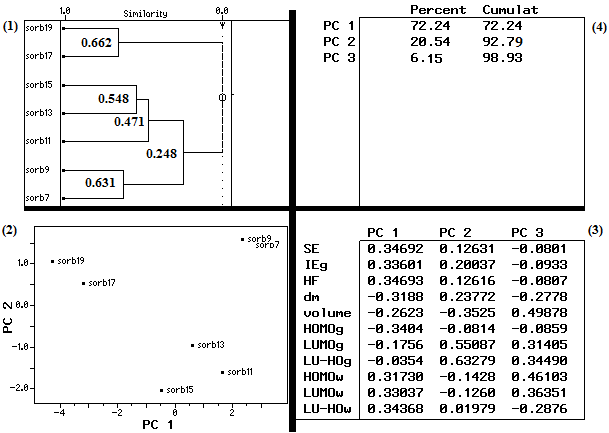 (1)
1.0 Similarity 0.0
sorb19
0.662
sorb17
sorb15
0.548
sorb13
0.471
sorb11
0.248
sorb9
0.631
sorb7
Percent Cumulat (4)
PC 1 72.24 72.24
PC 2 20.54 92.79
PC 3 6.15 98.93
(2)
PC 2
1.0
0.0
-1.0
-2.0
sorb9
sorb7
sorb19
sorb17
sorb13
sorb11
sorb15
-4 -2 0 2
PC 1
PC 1 PC 2 PC 3 (3)
SE 0.34692 0.12631 -0.0801
IEg 0.33601 0.20037 -0.0933
HF 0.34693 0.12616 -0.0807
dm -0.3188 0.23772 -0.2778
volume -0.2623 -0.3525 0.49878
HOMOg -0.3404 -0.0814 -0.0859
LUMOg -0.1756 0.55087 0.31405
LU-HOg -0.0354 0.63279 0.34490
HOMOw 0.31730 -0.1428 0.46103
LUMOw 0.33037 -0.1260 0.36351
LU-HOw 0.34368 0.01979 -0.2876